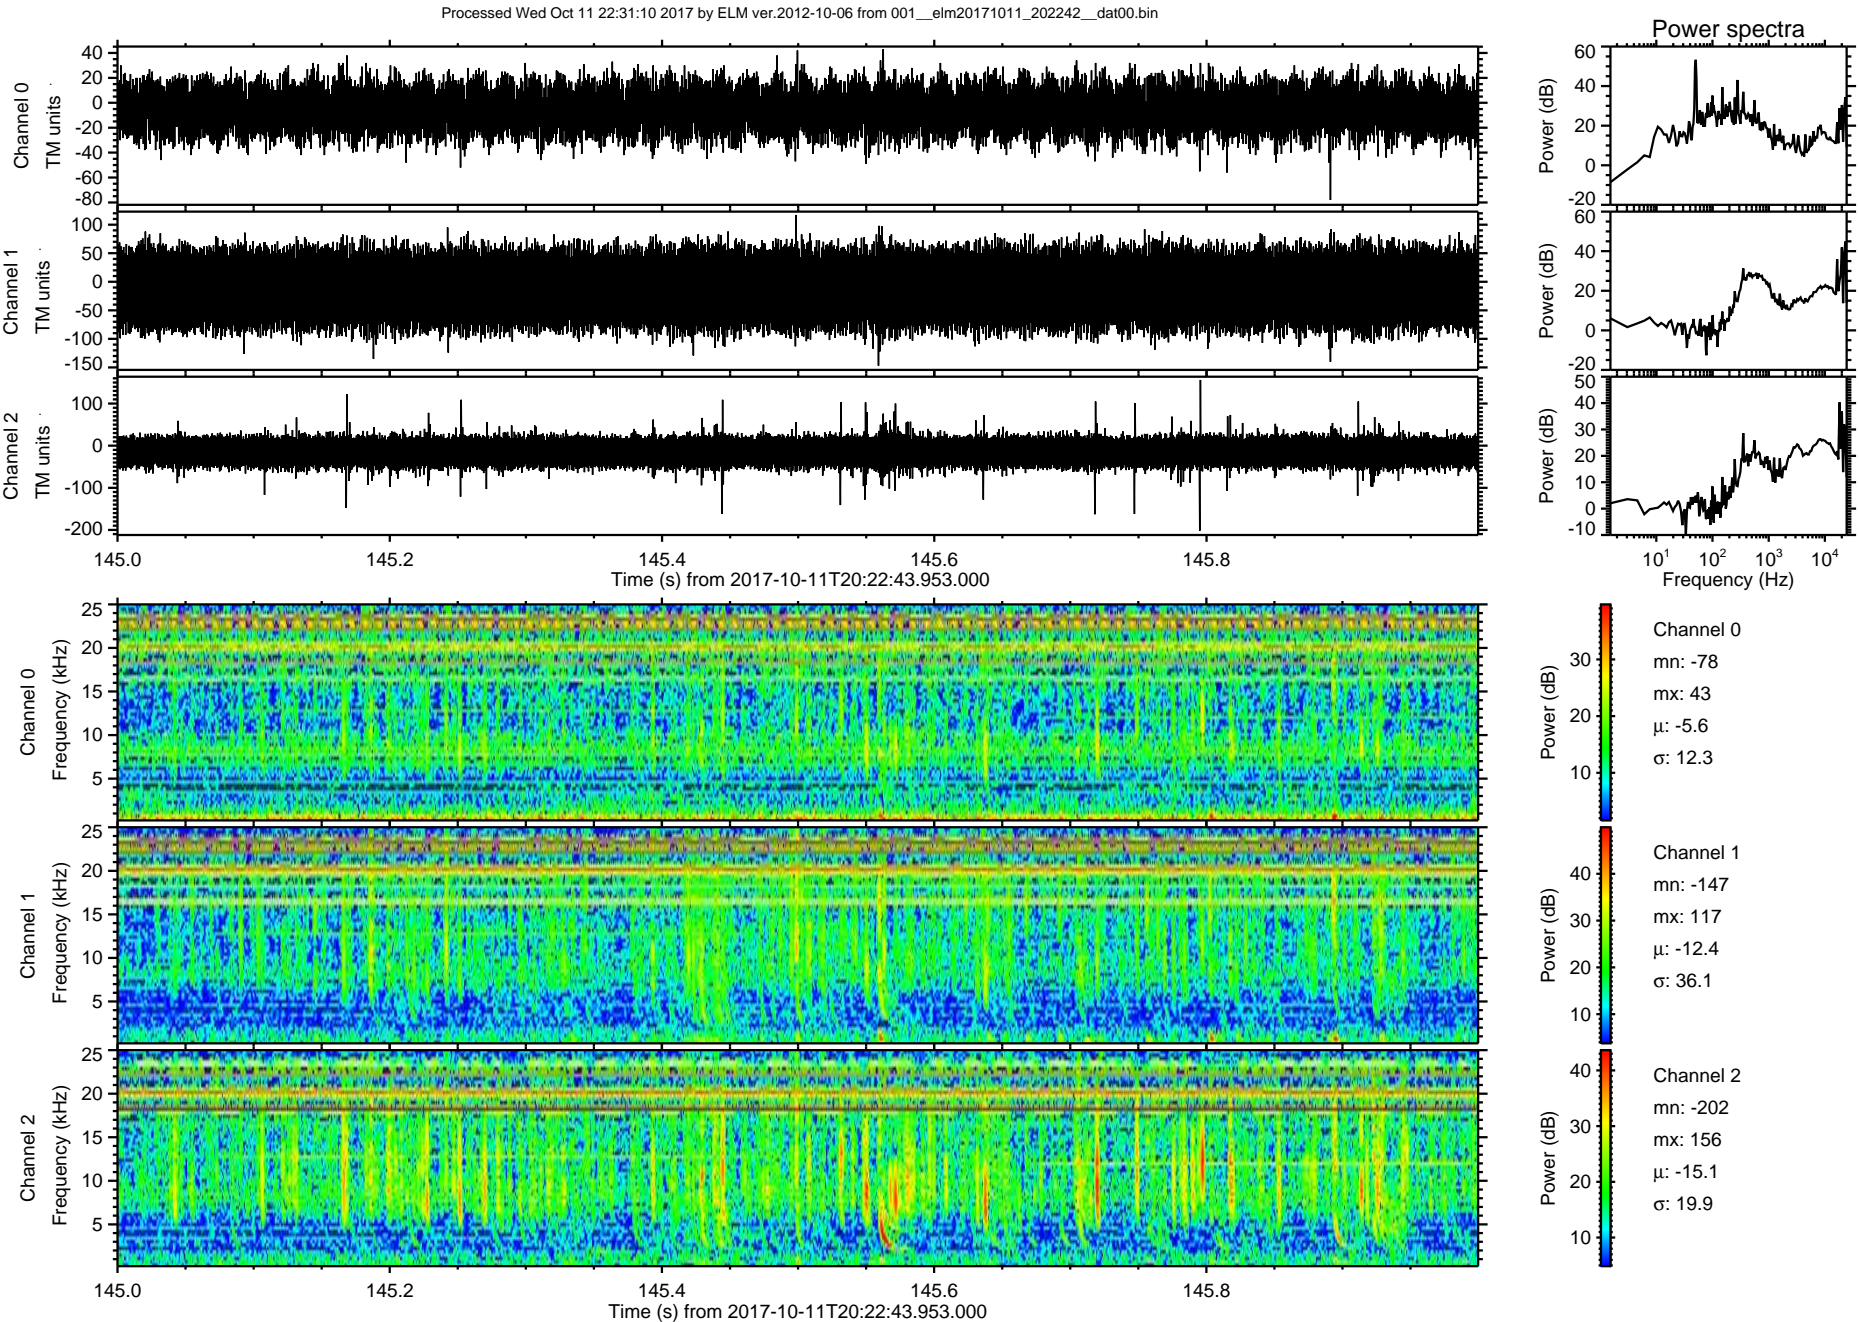 Processed Wed Oct 11 22:31:10 2017 by ELM ver.2012-10-06 from 001__elm20171011_202242__dat00.bin
Power spectra
Channel 0
TM units
40
20
0
-20
-40
-60
-80
Power (dB)
60
40
20
0
-20
Channel 1
TM units
100
50
0
-50
-100
-150
Power (dB)
60
40
20
0
-20
Channel 2
TM units
100
0
-100
-200
Power (dB)
50
40
30
20
10
0
-10
145.0 145.2 145.4 145.6 145.8
Time (s) from 2017-10-11T20:22:43.953.000
10¹ 10² 10³ 10⁴
Frequency (Hz)
Channel 0
Frequency (kHz)
25
20
15
10
5
Power (dB)
30
20
10
Channel 0
mn: -78
mx: 43
μ: -5.6
σ: 12.3
Channel 1
Frequency (kHz)
25
20
15
10
5
Power (dB)
40
30
20
10
Channel 1
mn: -147
mx: 117
μ: -12.4
σ: 36.1
Channel 2
Frequency (kHz)
25
20
15
10
5
Power (dB)
40
30
20
10
Channel 2
mn: -202
mx: 156
μ: -15.1
σ: 19.9
145.0 145.2 145.4 145.6 145.8
Time (s) from 2017-10-11T20:22:43.953.000